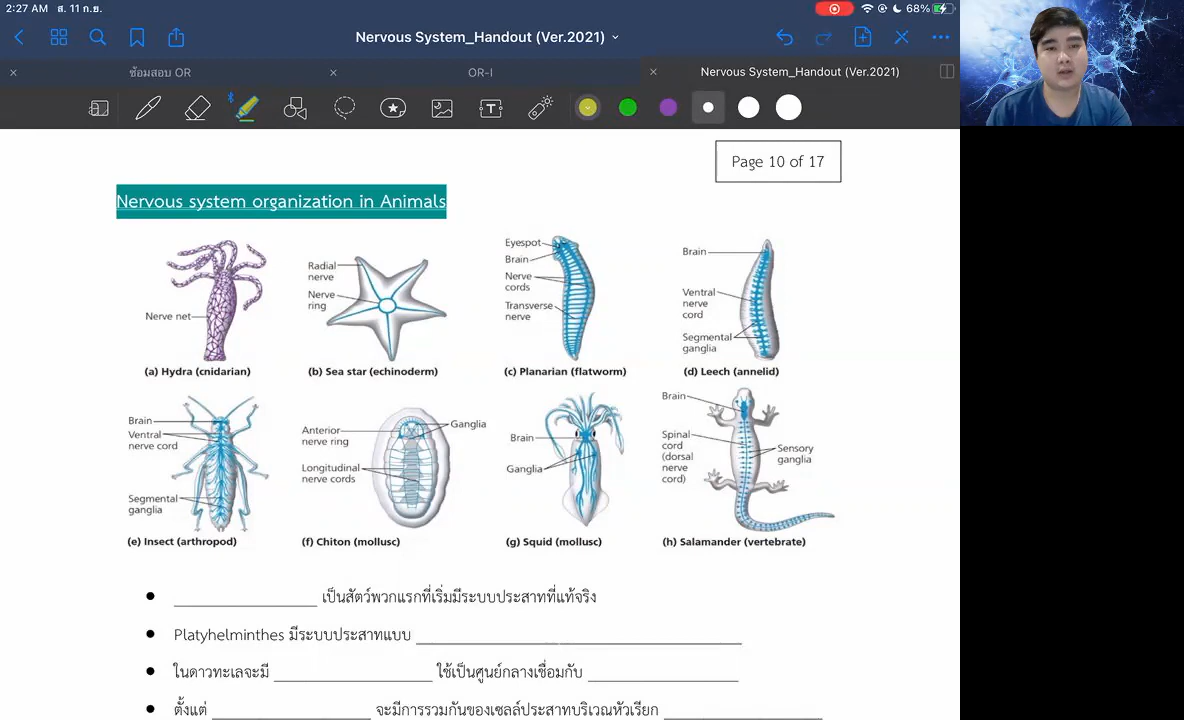 2:27 AM ส. 11 ก.ย. 68%
Nervous System_Handout (Ver.2021)
ซ้อมสอบ OR
OR-I
Nervous System_Handout (Ver.2021)
Page 10 of 17
Nervous system organization in Animals
Nerve net
(a) Hydra (cnidarian)
Radial
nerve
Nerve
ring
(b) Sea star (echinoderm)
Eyespot
Brain
Nerve
cords
Transverse
nerve
(c) Planarian (flatworm)
Brain
Ventral
nerve
cord
Segmental
ganglia
(d) Leech (annelid)
Brain
Ventral
nerve cord
Segmental
ganglia
(e) Insect (arthropod)
Anterior
nerve ring
Ganglia
Longitudinal
nerve cords
(f) Chiton (mollusc)
Brain
Ganglia
(g) Squid (mollusc)
Brain
Spinal
cord
(dorsal
nerve
cord)
Sensory
ganglia
(h) Salamander (vertebrate)
• ________________ เป็นสัตว์พวกแรกที่เริ่มมีระบบประสาทที่แท้จริง
• Platyhelminthes มีระบบประสาทแบบ ________________
• ในดาวทะเลจะมี ________________ ใช้เป็นศูนย์กลางเชื่อมกับ ________________
• ตั้งแต่ ________________ จะมีการรวมกันของเซลล์ประสาทบริเวณหัวเรียก ________________